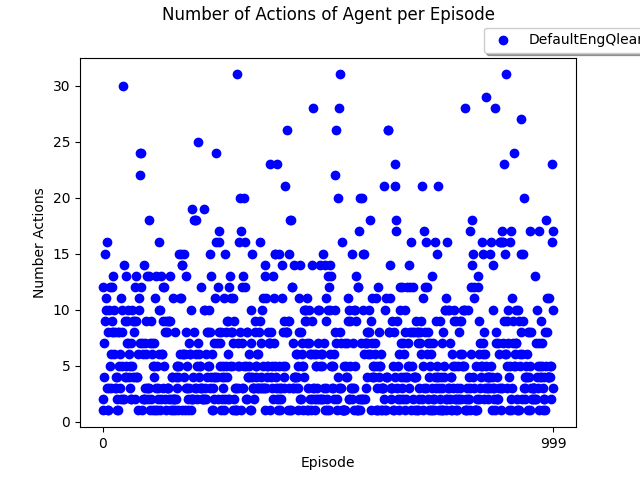 Number of Actions of Agent per Episode
DefaultEngQlear
30
25
20
15
10
5
0
Number Actions
0
999
Episode